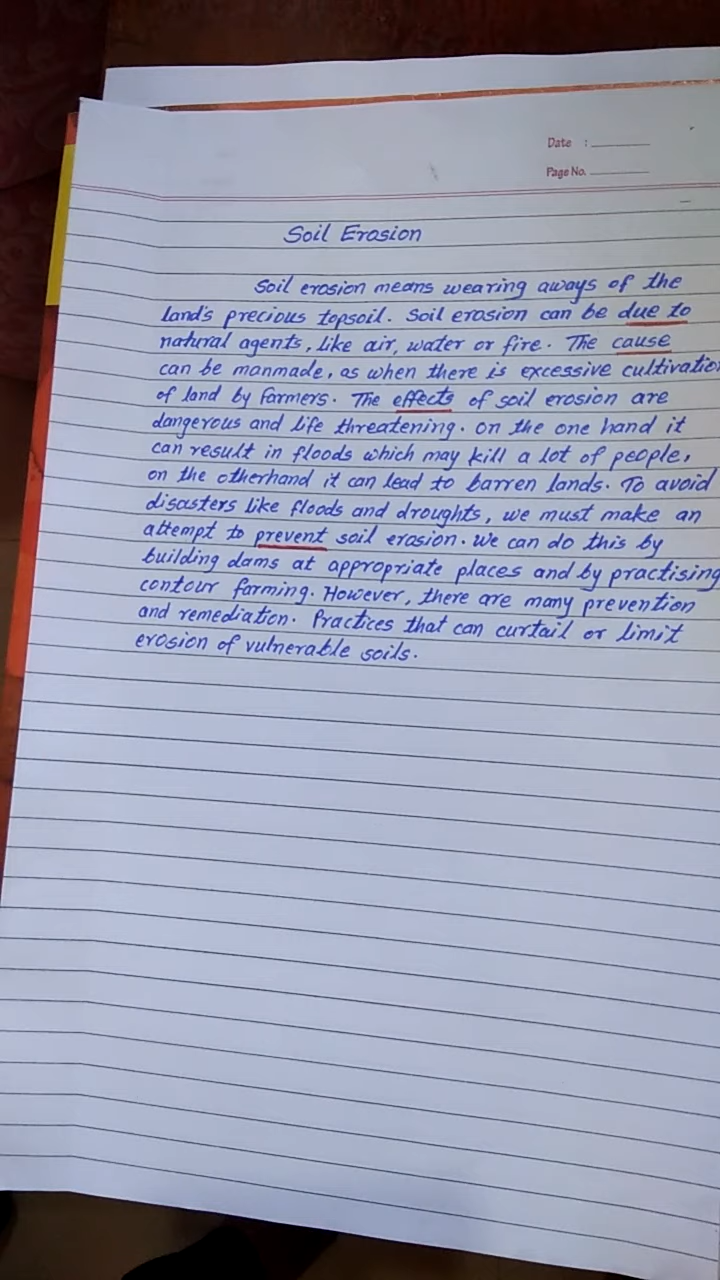 Date :
Page No.
Soil Erosion
Soil erosion means wearing aways of the
land's precious topsoil. Soil erosion can be due to
natural agents, like air, water or fire. The cause
can be manmade, as when there is excessive cultivatio
of land by farmers. The effects of soil erosion are
dangerous and life threatening. on the one hand it
can result in floods which may kill a lot of people,
on the otherhand it can lead to barren lands. To avoid
disasters like floods and droughts, we must make an
attempt to prevent soil erosion. we can do this by
building dams at appropriate places and by practising
contour farming. However, there are many prevention
and remediation. Practices that can curtail or limit
erosion of vulnerable soils.